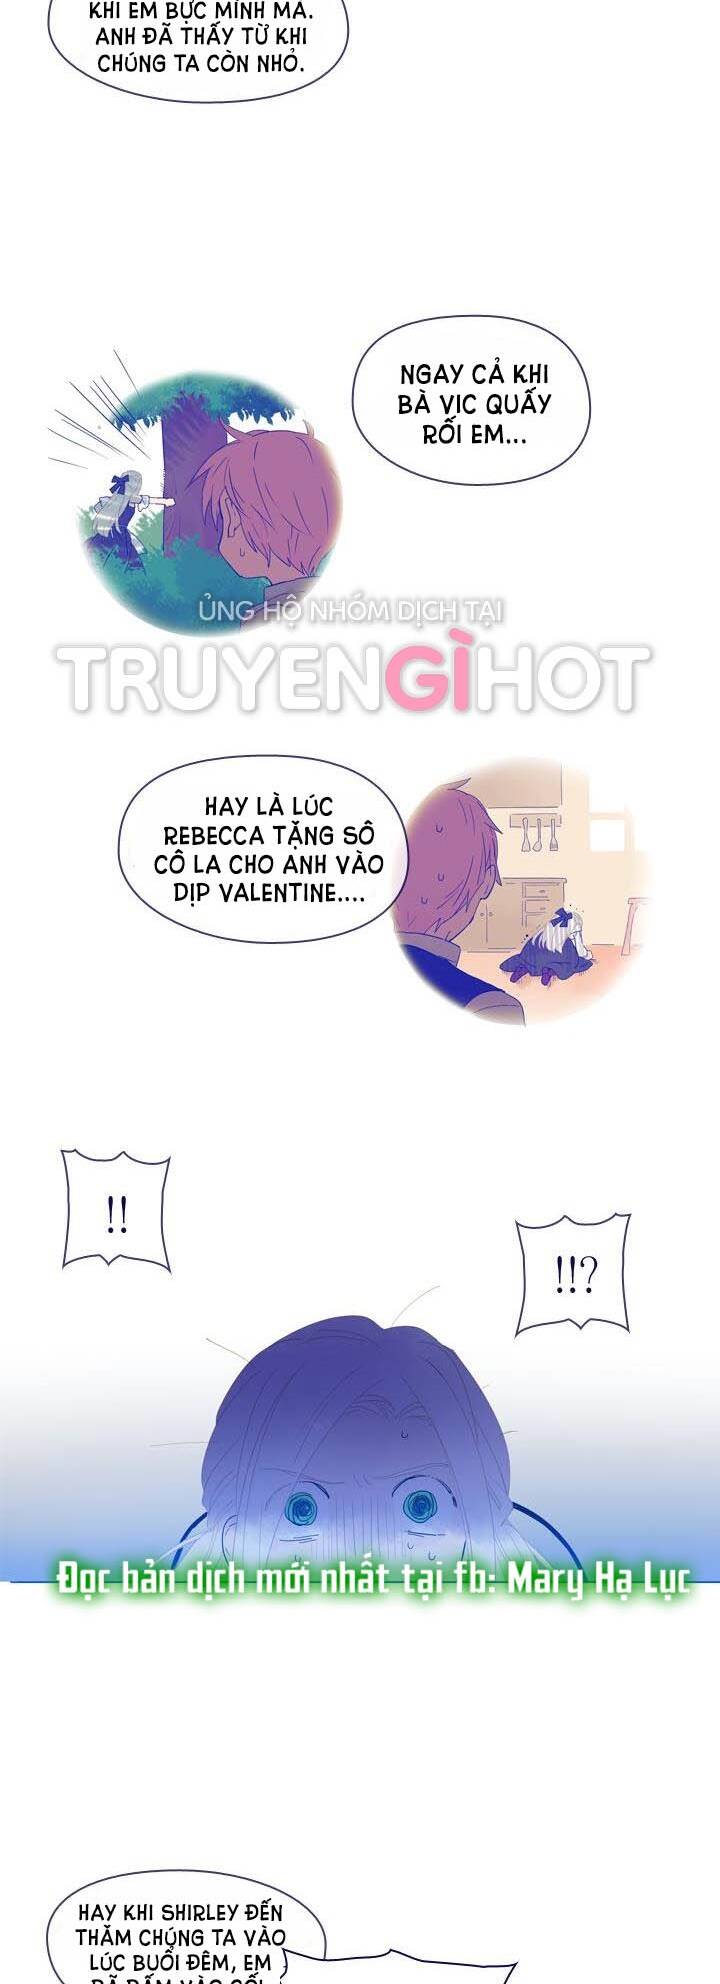 KHI EM BỰC MÌNH MÀ.
ANH ĐÃ THẤY TỪ KHI
CHÚNG TA CÒN NHỎ.
NGAY CẢ KHI
BÀ VIC QUẤY
RỐI EM...
ỦNG HỘ NHÓM DỊCH TẠI
TRUYENGÌHOT
HAY LÀ LÚC
REBECCA TẶNG SÔ
CÔ LA CHO ANH VÀO
DỊP VALENTINE....
!!
!!?
Đọc bản dịch mới nhất tại fb: Mary Hạ Lục
HAY KHI SHIRLEY ĐẾN
THĂM CHÚNG TA VÀO
LÚC BUỔI ĐÊM, EM